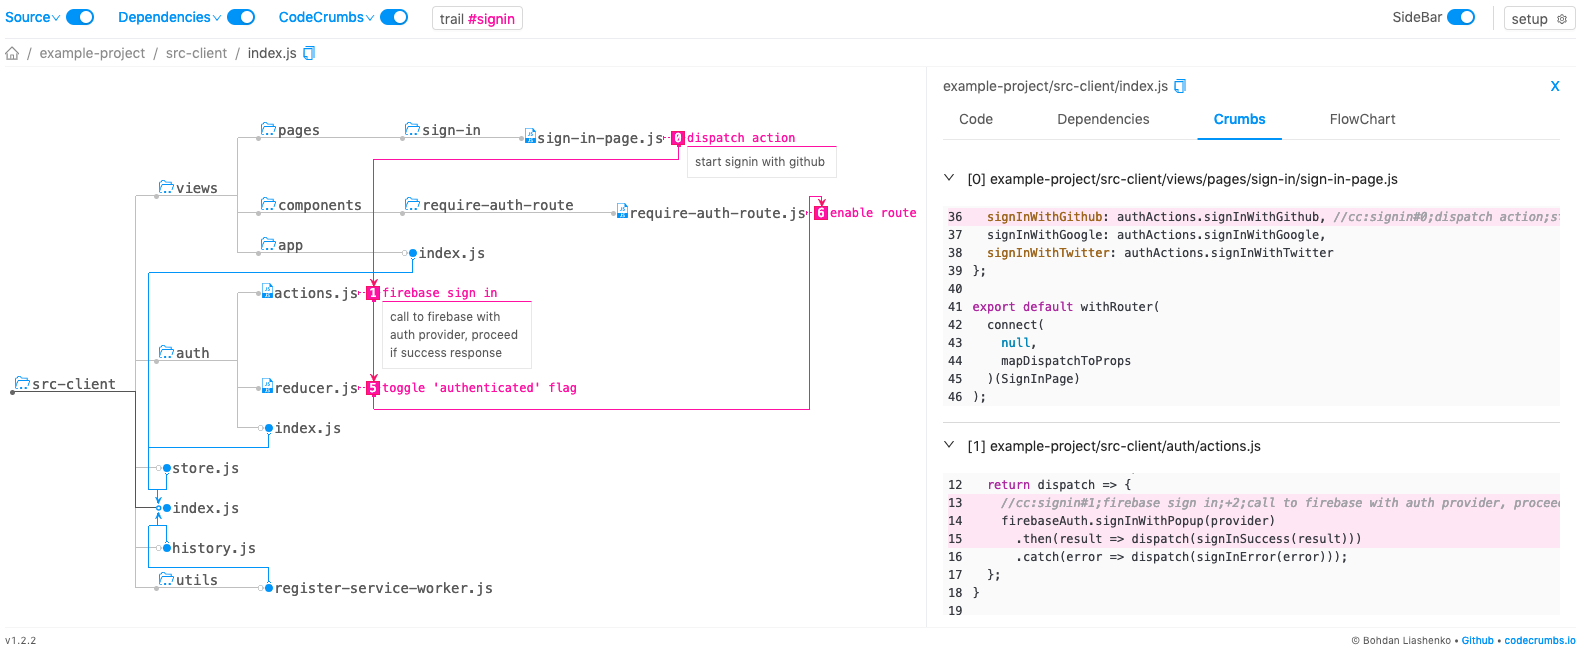 Source Dependencies CodeCrumbs trail #signin SideBar setup
/ example-project / src-client / index.js
example-project/src-client/index.js X
Code Dependencies Crumbs FlowChart
pages sign-in sign-in-page.js 0 dispatch action
start signin with github
views
components require-auth-route require-auth-route.js 6 enable route
app index.js
actions.js 1 firebase sign in
call to firebase with
auth provider, proceed
if success response
auth
src-client
reducer.js 5 toggle 'authenticated' flag
index.js
store.js
index.js
history.js
utils
register-service-worker.js
[0] example-project/src-client/views/pages/sign-in/sign-in-page.js
36 signInWithGithub: authActions.signInWithGithub, //cc:signin#0;dispatch action;s
37 signInWithGoogle: authActions.signInWithGoogle,
38 signInWithTwitter: authActions.signInWithTwitter
39 };
40
41 export default withRouter(
42 connect(
43 null,
44 mapDispatchToProps
45 )(SignInPage)
46 );
[1] example-project/src-client/auth/actions.js
12 return dispatch => {
13 //cc:signin#1;firebase sign in;+2;call to firebase with auth provider, procee
14 firebaseAuth.signInWithPopup(provider)
15 .then(result => dispatch(signInSuccess(result)))
16 .catch(error => dispatch(signInError(error)));
17 };
18 }
19
v1.2.2
© Bohdan Liashenko • Github • codecrumbs.io